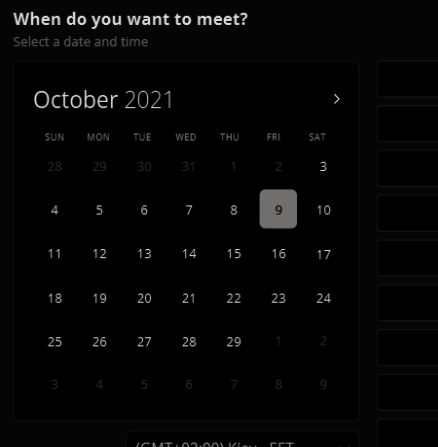 When do you want to meet?
Select a date and time
October 2021
SUN MON TUE WED THU FRI SAT
28 29 30 31 1 2 3
4 5 6 7 8 9 10
11 12 13 14 15 16 17
18 19 20 21 22 23 24
25 26 27 28 29 1 2
3 4 5 6 7 8 9
(GMT+03:00) Kiev - EET